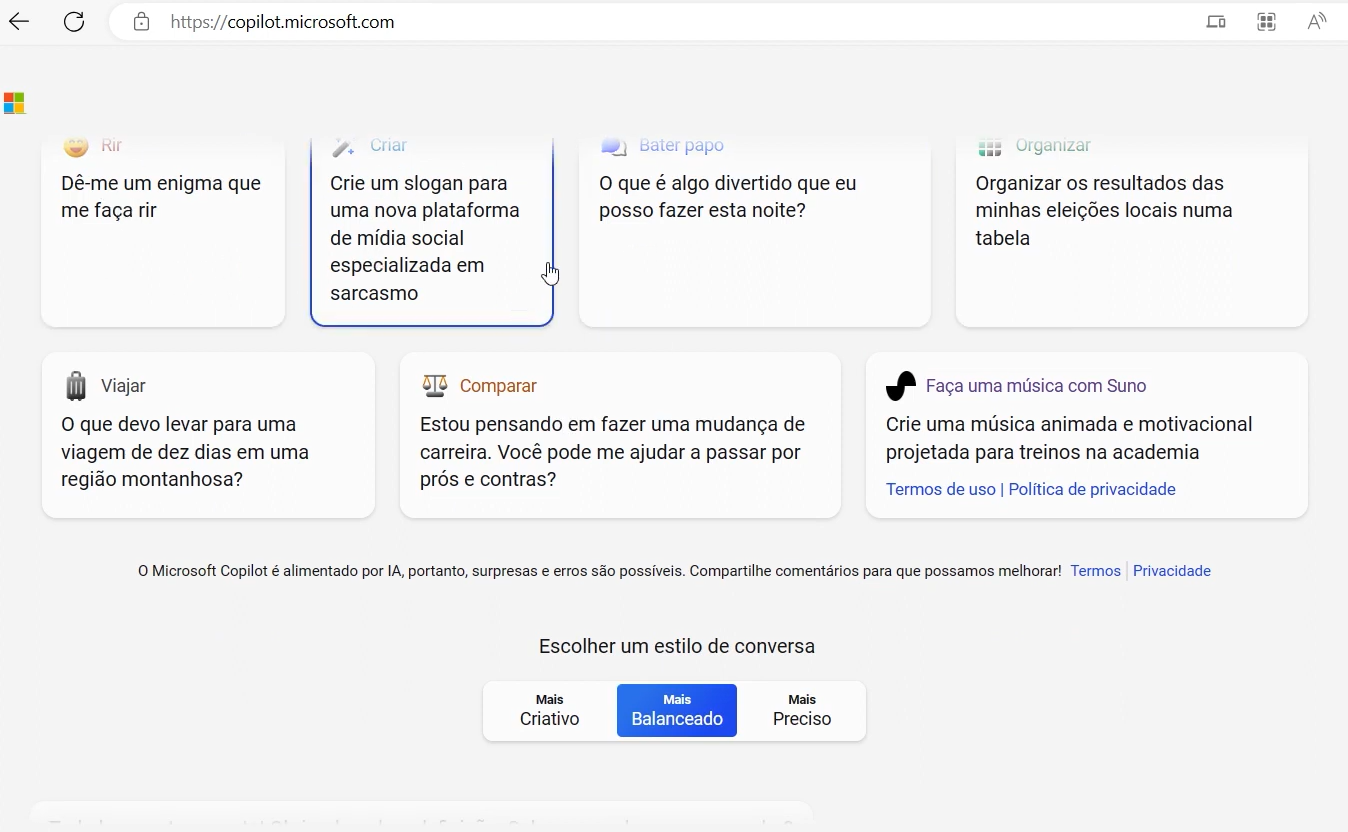 https://copilot.microsoft.com
Rir
Dê-me um enigma que
me faça rir
Criar
Crie um slogan para
uma nova plataforma
de mídia social
especializada em
sarcasmo
Bater papo
O que é algo divertido que eu
posso fazer esta noite?
Organizar
Organizar os resultados das
minhas eleições locais numa
tabela
Viajar
O que devo levar para uma
viagem de dez dias em uma
região montanhosa?
Comparar
Estou pensando em fazer uma mudança de
carreira. Você pode me ajudar a passar por
prós e contras?
Faça uma música com Suno
Crie uma música animada e motivacional
projetada para treinos na academia
Termos de uso | Política de privacidade
O Microsoft Copilot é alimentado por IA, portanto, surpresas e erros são possíveis. Compartilhe comentários para que possamos melhorar! Termos | Privacidade
Escolher um estilo de conversa
Mais
Criativo
Mais
Balanceado
Mais
Preciso